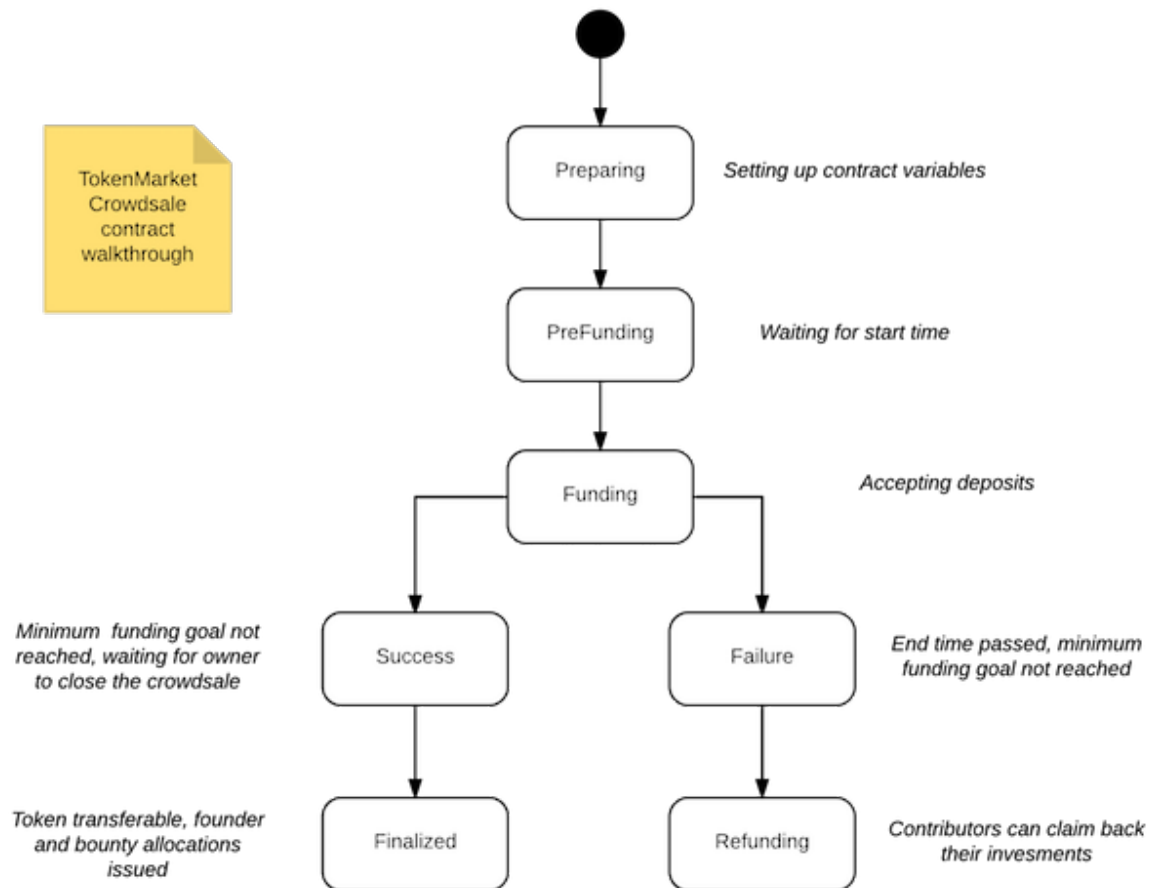 TokenMarket
Crowdsale
contract
walkthrough
Preparing
Setting up contract variables
PreFunding
Waiting for start time
Funding
Accepting deposits
Minimum funding goal not
reached, waiting for owner
to close the crowdsale
Success
Failure
End time passed, minimum
funding goal not reached
Token transferable, founder
and bounty allocations
issued
Finalized
Refunding
Contributors can claim back
their invesments